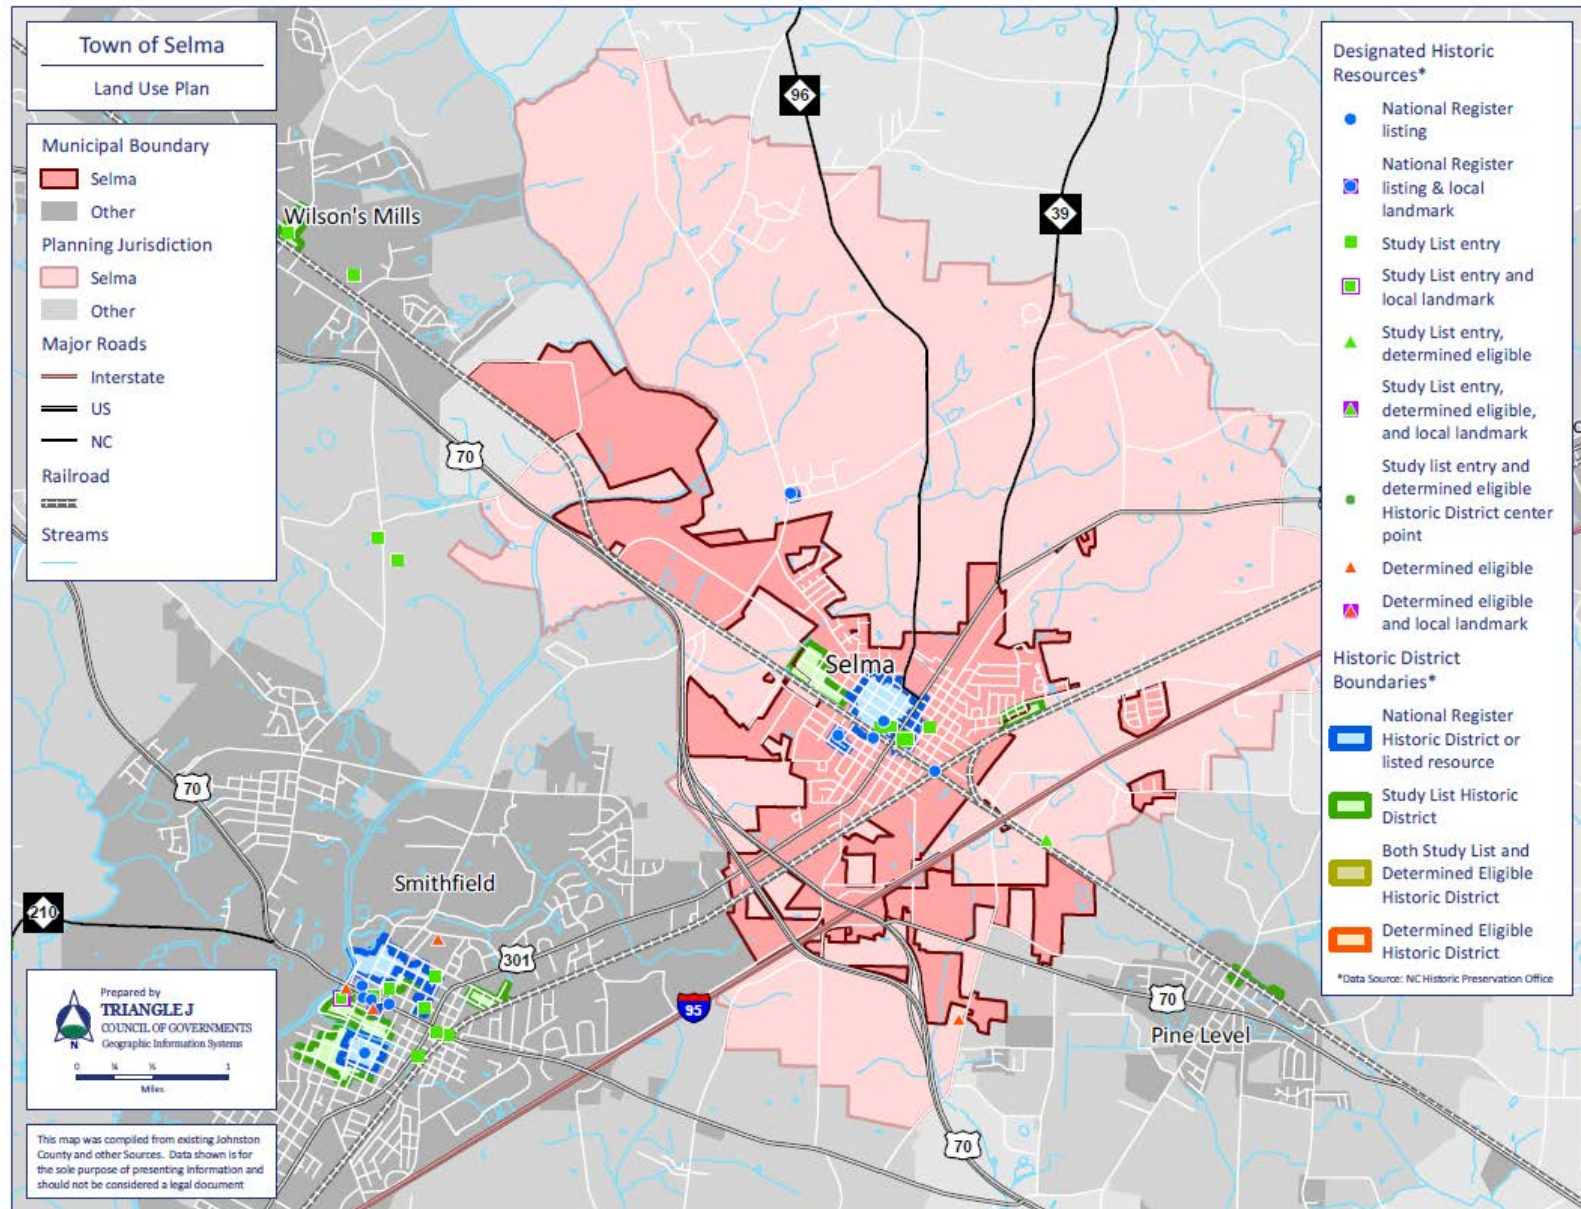 Town of Selma
Land Use Plan
Municipal Boundary
Selma
Other
Planning Jurisdiction
Selma
Other
Major Roads
Interstate
US
NC
Railroad
Streams
Wilson's Mills
96
39
70
Selma
70
Smithfield
210
301
95
70
Pine Level
70
Prepared by
TRIANGLE J
COUNCIL OF GOVERNMENTS
Geographic Information Systems
N
0 ¼ ½ 1
Miles
This map was compiled from existing Johnston
County and other Sources. Data shown is for
the sole purpose of presenting information and
should not be considered a legal document
Designated Historic
Resources*
National Register
listing
National Register
listing & local
landmark
Study List entry
Study List entry and
local landmark
Study List entry,
determined eligible
Study List entry,
determined eligible,
and local landmark
Study list entry and
determined eligible
Historic District center
point
Determined eligible
Determined eligible
and local landmark
Historic District
Boundaries*
National Register
Historic District or
listed resource
Study List Historic
District
Both Study List and
Determined Eligible
Historic District
Determined Eligible
Historic District
*Data Source: NC Historic Preservation Office